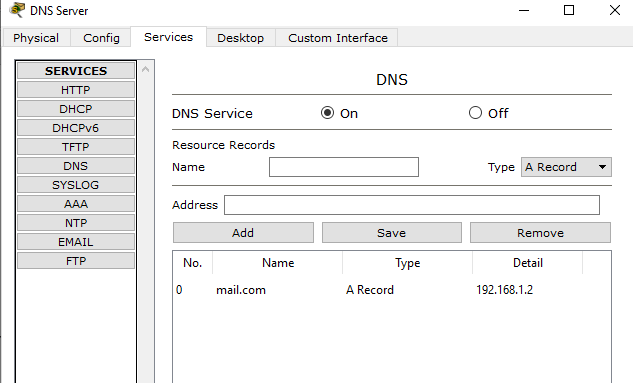 DNS Server
Physical Config Services Desktop Custom Interface
SERVICES
HTTP
DHCP
DHCPv6
TFTP
DNS
SYSLOG
AAA
NTP
EMAIL
FTP
DNS
DNS Service On Off
Resource Records
Name Type A Record
Address
Add Save Remove
No. Name Type Detail
0 mail.com A Record 192.168.1.2